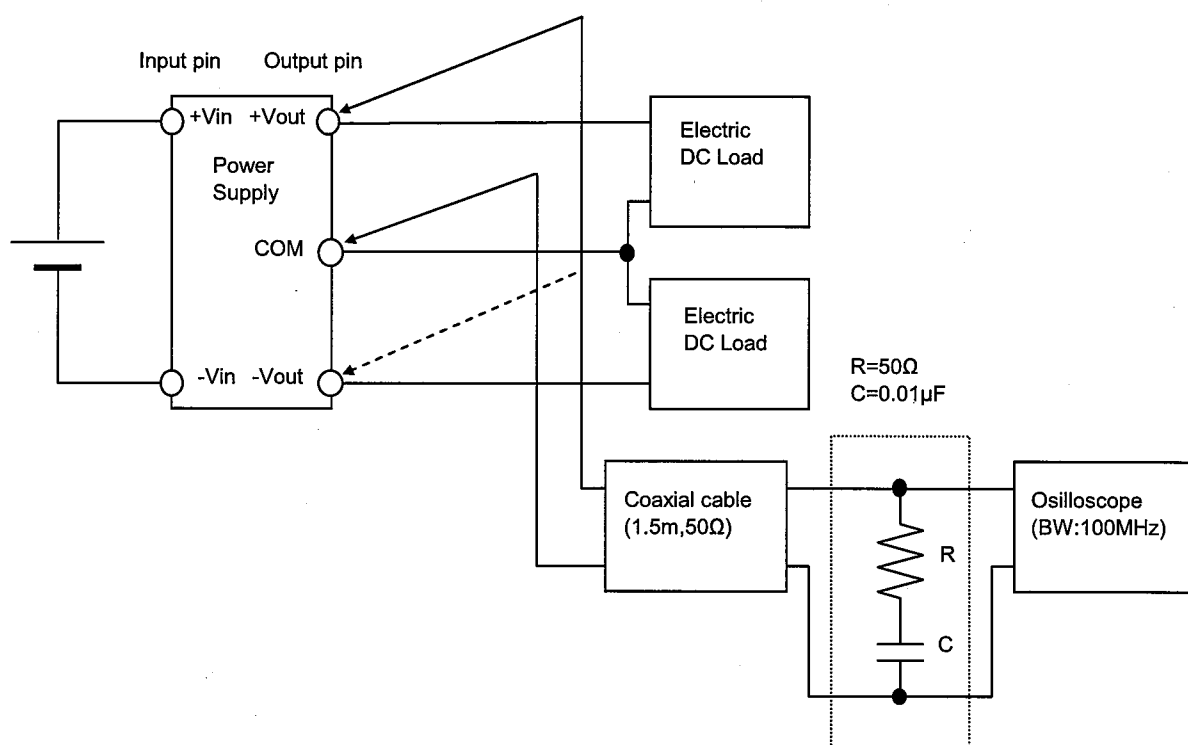 Input pin Output pin
+Vin +Vout
Power
Supply
COM
-Vin -Vout
Electric
DC Load
Electric
DC Load
R=50Ω
C=0.01µF
Coaxial cable
(1.5m,50Ω)
R
C
Osilloscope
(BW:100MHz)